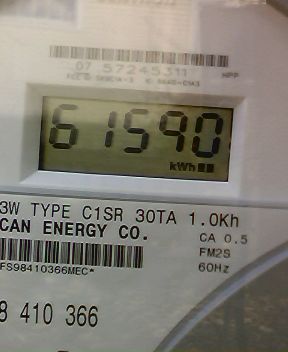 07 57245311
NPP
61590
kWh
3W TYPE C1SR 30TA 1.0Kh
CAN ENERGY CO.
CA 0.5
FM2S
FS98410366MEC*
60Hz
8 410 366